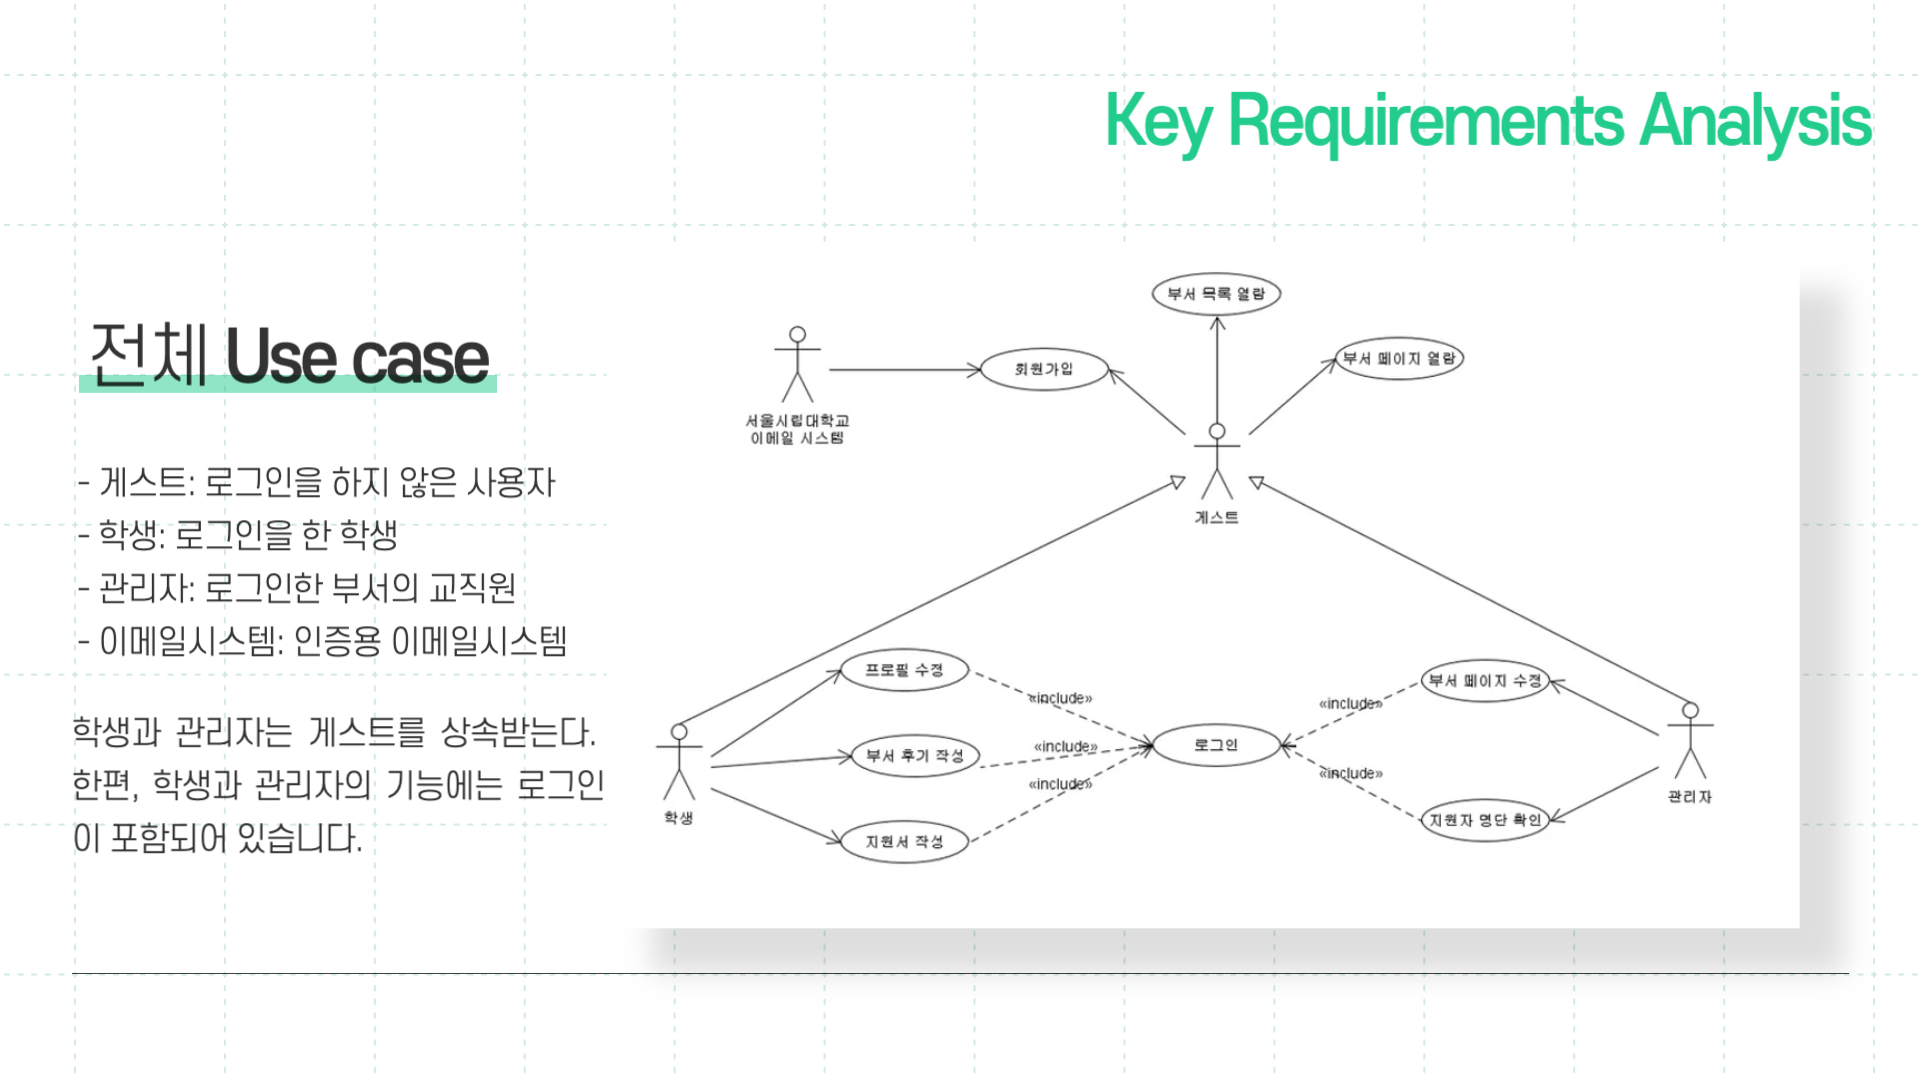 Key Requirements Analysis
전체 Use case
- 게스트: 로그인을 하지 않은 사용자
- 학생: 로그인을 한 학생
- 관리자: 로그인한 부서의 교직원
- 이메일시스템: 인증용 이메일시스템
학생과 관리자는 게스트를 상속받는다.
한편, 학생과 관리자의 기능에는 로그인
이 포함되어 있습니다.
부서 목록 열람
회원가입
부서 페이지 열람
서울시립대학교
이메일 시스템
게스트
프로필 수정
부서 페이지 수정
«include»
«include»
부서 후기 작성
«include»
로그인
«include»
«include»
학생
관리자
지원서 작성
지원자 명단 확인